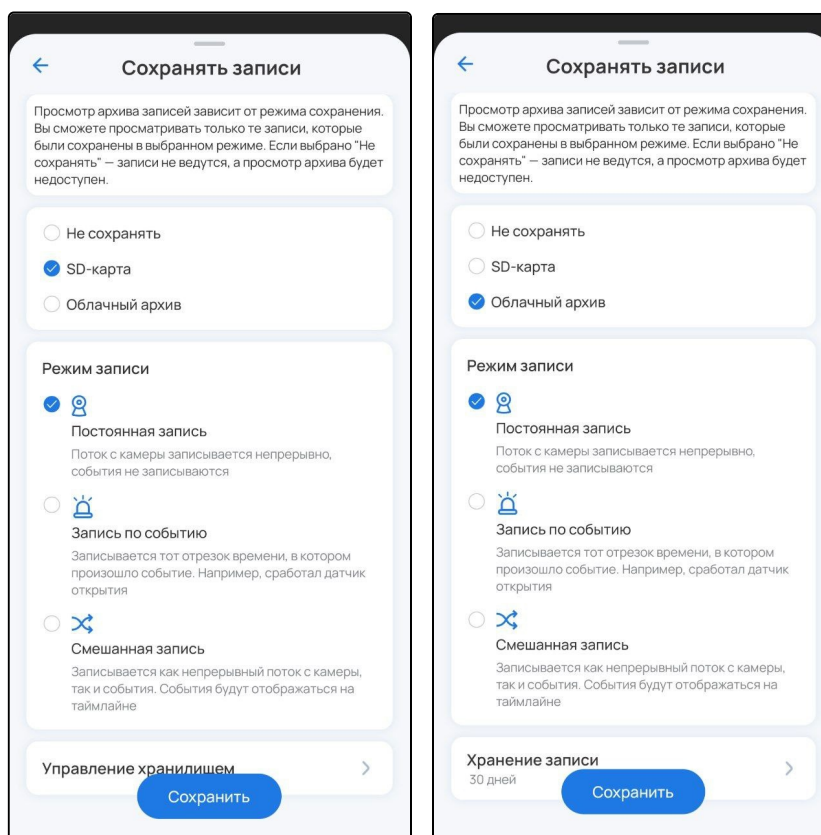 Сохранять записи
Просмотр архива записей зависит от режима сохранения.
Вы сможете просматривать только те записи, которые
были сохранены в выбранном режиме. Если выбрано "Не
сохранять" — записи не ведутся, а просмотр архива будет
недоступен.
Не сохранять
SD-карта
Облачный архив
Режим записи
Постоянная запись
Поток с камеры записывается непрерывно,
события не записываются
Запись по событию
Записывается тот отрезок времени, в котором
произошло событие. Например, сработал датчик
открытия
Смешанная запись
Записывается как непрерывный поток с камеры,
так и события. События будут отображаться на
таймлайне
Управление хранилищем
Сохранить
Сохранять записи
Просмотр архива записей зависит от режима сохранения.
Вы сможете просматривать только те записи, которые
были сохранены в выбранном режиме. Если выбрано "Не
сохранять" — записи не ведутся, а просмотр архива будет
недоступен.
Не сохранять
SD-карта
Облачный архив
Режим записи
Постоянная запись
Поток с камеры записывается непрерывно,
события не записываются
Запись по событию
Записывается тот отрезок времени, в котором
произошло событие. Например, сработал датчик
открытия
Смешанная запись
Записывается как непрерывный поток с камеры,
так и события. События будут отображаться на
таймлайне
Хранение записи
30 дней
Сохранить